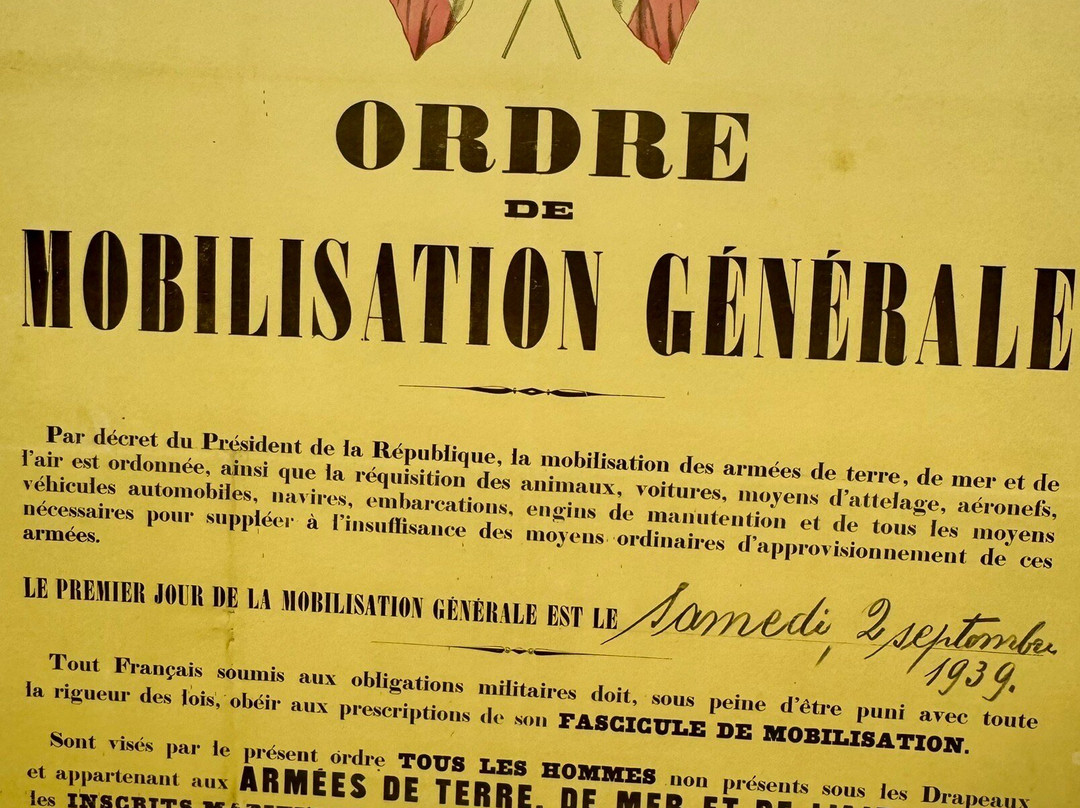 ORDRE
DE
MOBILISATION GÉNÉRALE
Par décret du Président de la République, la mobilisation des armées de terre, de mer et de
l'air est ordonnée, ainsi que la réquisition des animaux, voitures, moyens d'attelage, aéronefs,
véhicules automobiles, navires, embarcations, engins de manutention et de tous les moyens
nécessaires pour suppléer à l'insuffisance des moyens ordinaires d'approvisionnement de ces
armées.
LE PREMIER JOUR DE LA MOBILISATION GÉNÉRALE EST LE Samedi, 2 septembre
1939.
Tout Français soumis aux obligations militaires doit, sous peine d'être puni avec toute
la rigueur des lois, obéir aux prescriptions de son FASCICULE DE MOBILISATION.
Sont visés par le présent ordre TOUS LES HOMMES non présents sous les Drapeaux
et appartenant aux ARMÉES DE TERRE, DE MER ET DE
les INSCRITS